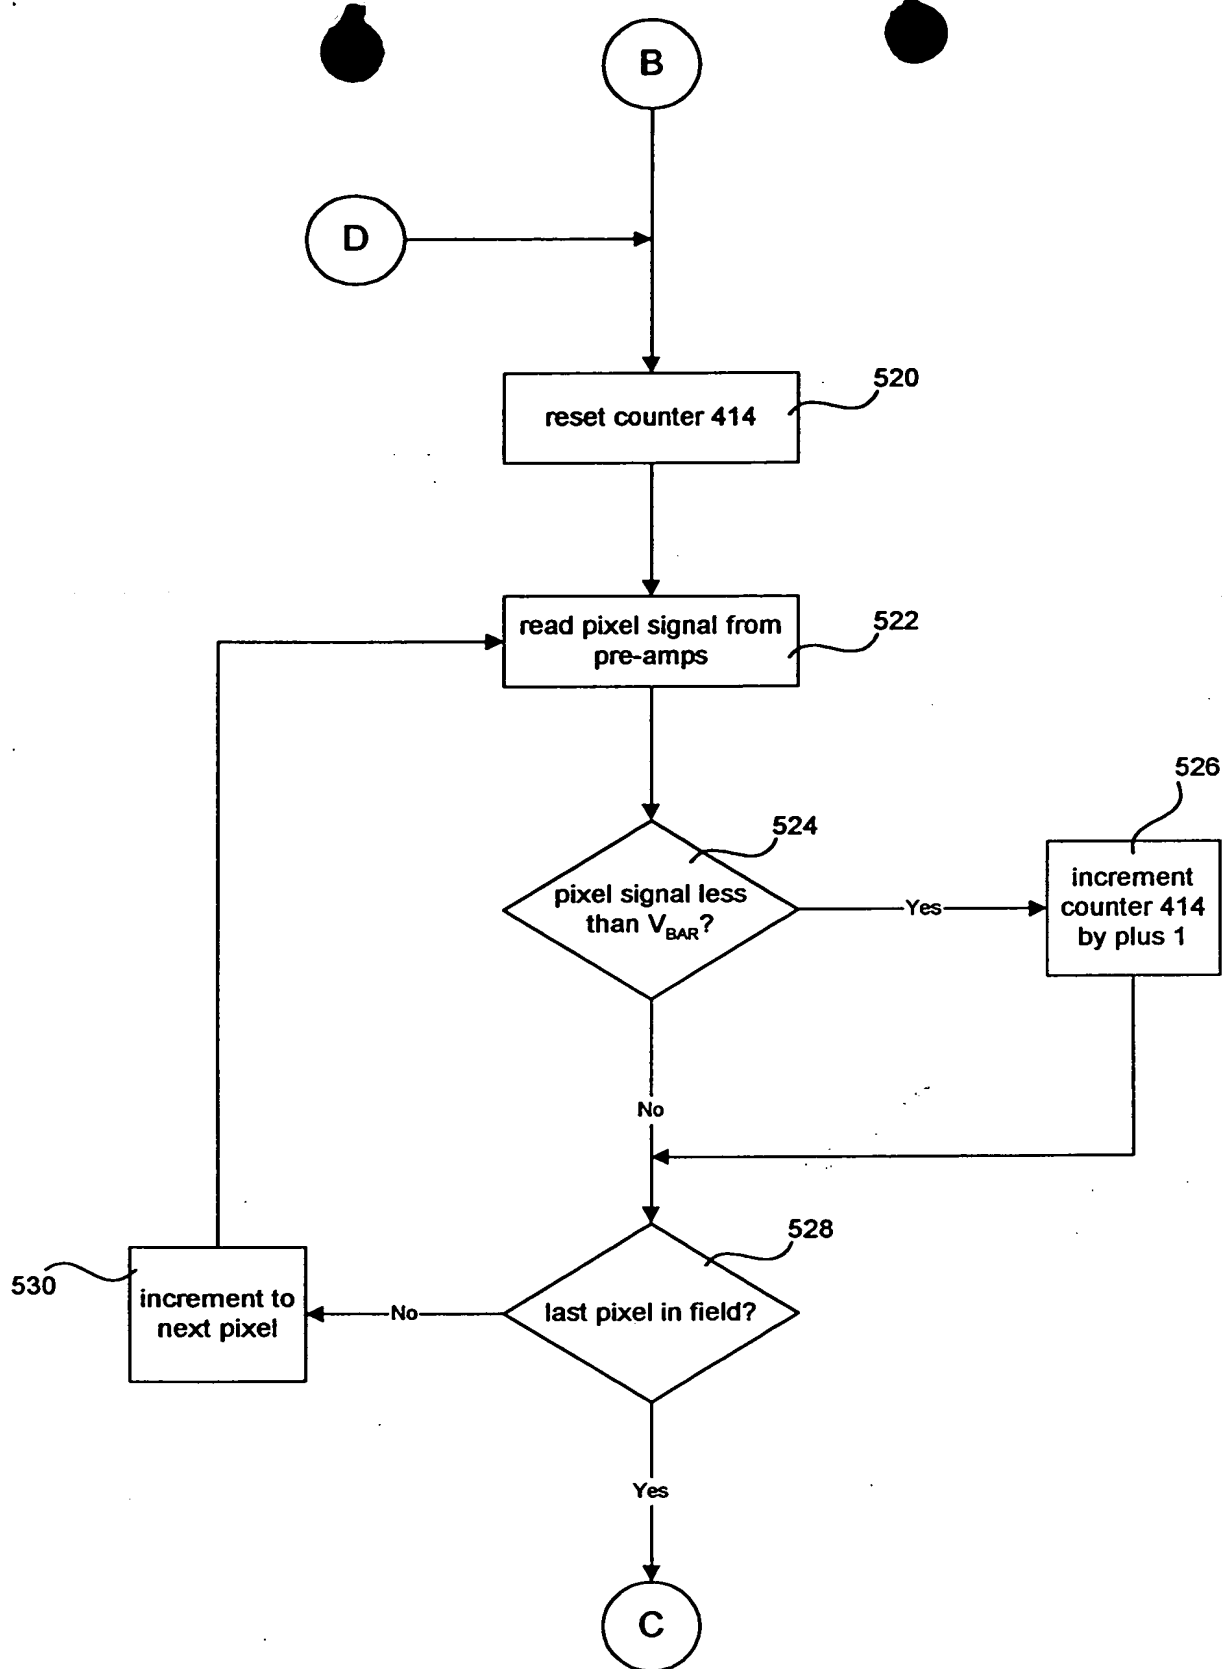 B
D
520
reset counter 414
522
read pixel signal from
pre-amps
526
524
pixel signal less
than V_BAR?
Yes
increment
counter 414
by plus 1
No
528
530
increment to
next pixel
No
last pixel in field?
Yes
C